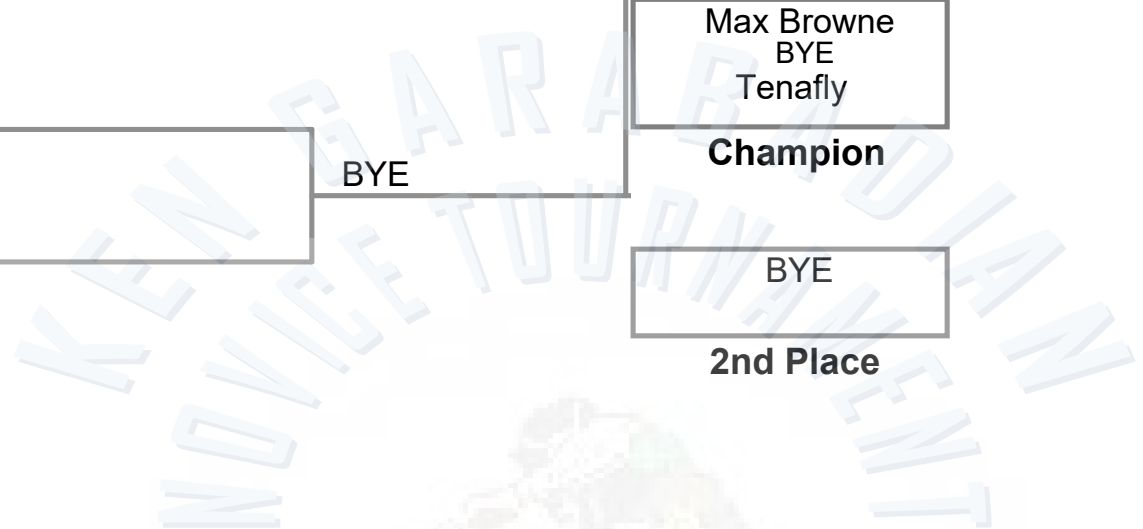 Max Browne
BYE
Tenafly
Champion
BYE
BYE
2nd Place
KEN GARABADIAN
NOVICE TOURNAMENT